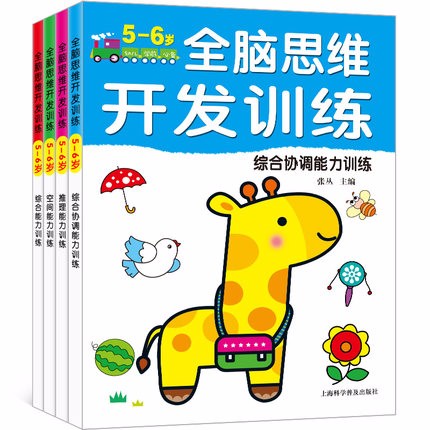 全脑思维开发训练
5-6岁
综合能力训练
全脑思维开发训练
5-6岁
空间能力训练
全脑思维开发训练
5-6岁
推理能力训练
全脑思维开发训练
5-6岁
综合协调能力训练
5-6岁
全脑思维
开发训练
综合协调能力训练
张丛 主编
上海科学普及出版社